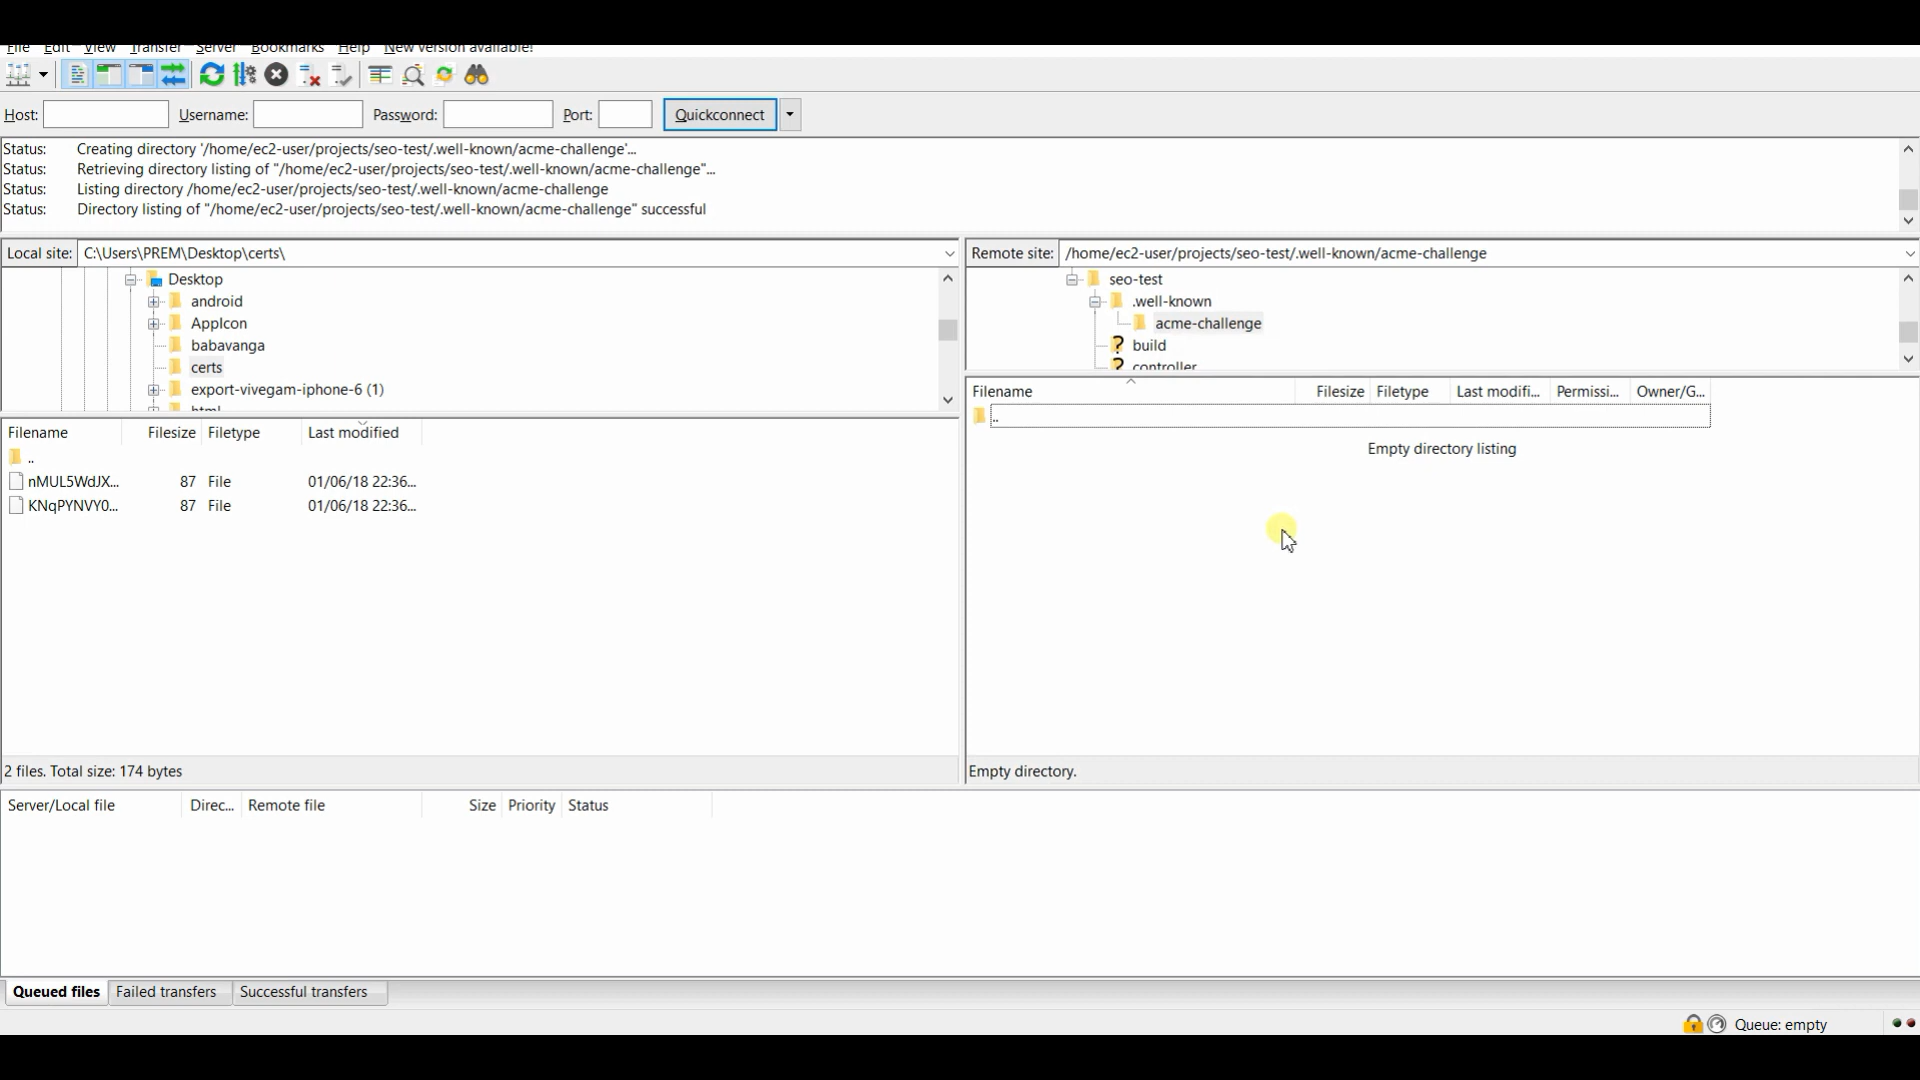 File Edit View Transfer Server Bookmarks Help New version available!
Host: Username: Password: Port: Quickconnect
Status: Creating directory '/home/ec2-user/projects/seo-test/.well-known/acme-challenge'...
Status: Retrieving directory listing of "/home/ec2-user/projects/seo-test/.well-known/acme-challenge"...
Status: Listing directory /home/ec2-user/projects/seo-test/.well-known/acme-challenge
Status: Directory listing of "/home/ec2-user/projects/seo-test/.well-known/acme-challenge" successful
Local site: C:\Users\PREM\Desktop\certs\
Desktop
android
AppIcon
babavanga
certs
export-vivegam-iphone-6 (1)
html
Filename Filesize Filetype Last modified
..
nMUL5WdJX... 87 File 01/06/18 22:36...
KNqPYNVY0... 87 File 01/06/18 22:36...
2 files. Total size: 174 bytes
Remote site: /home/ec2-user/projects/seo-test/.well-known/acme-challenge
seo-test
.well-known
acme-challenge
? build
? controller
Filename Filesize Filetype Last modifi... Permissi... Owner/G...
..
Empty directory listing
Empty directory.
Server/Local file Direc... Remote file Size Priority Status
Queued files Failed transfers Successful transfers
Queue: empty